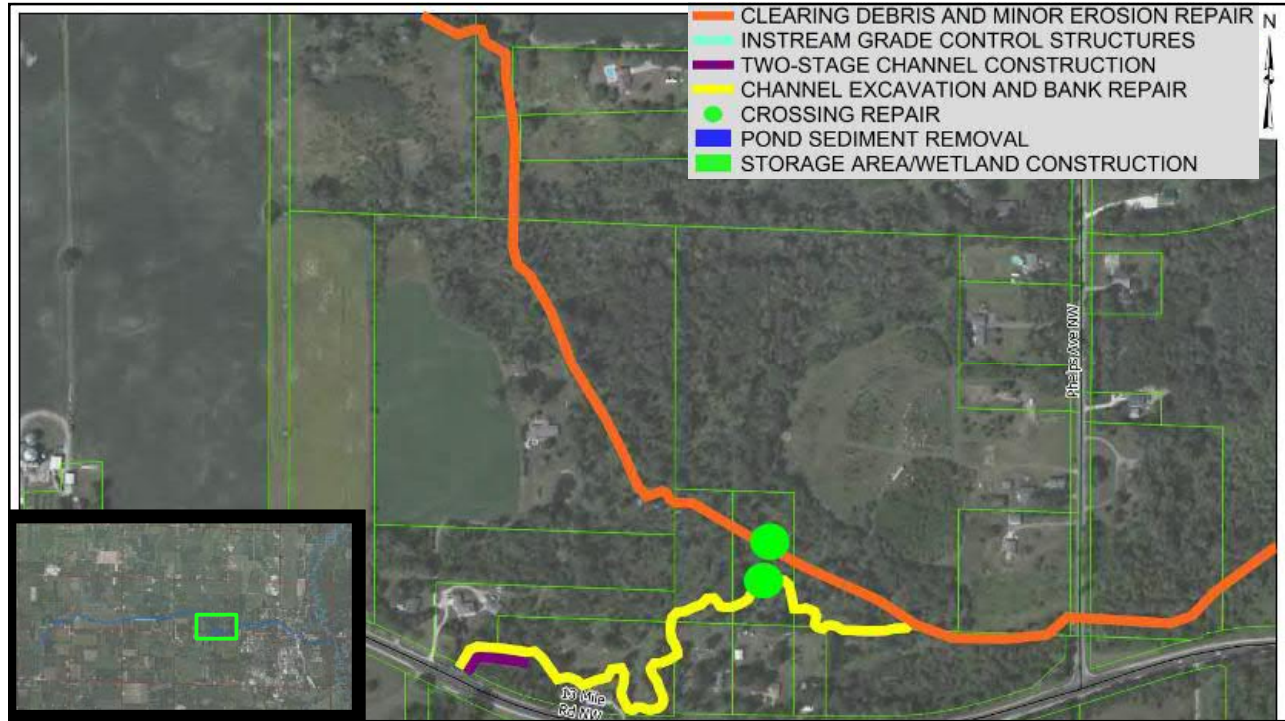 CLEARING DEBRIS AND MINOR EROSION REPAIR
N
INSTREAM GRADE CONTROL STRUCTURES
TWO-STAGE CHANNEL CONSTRUCTION
CHANNEL EXCAVATION AND BANK REPAIR
CROSSING REPAIR
POND SEDIMENT REMOVAL
STORAGE AREA/WETLAND CONSTRUCTION
Phelps Ave NW
13 Mile
Rd NW